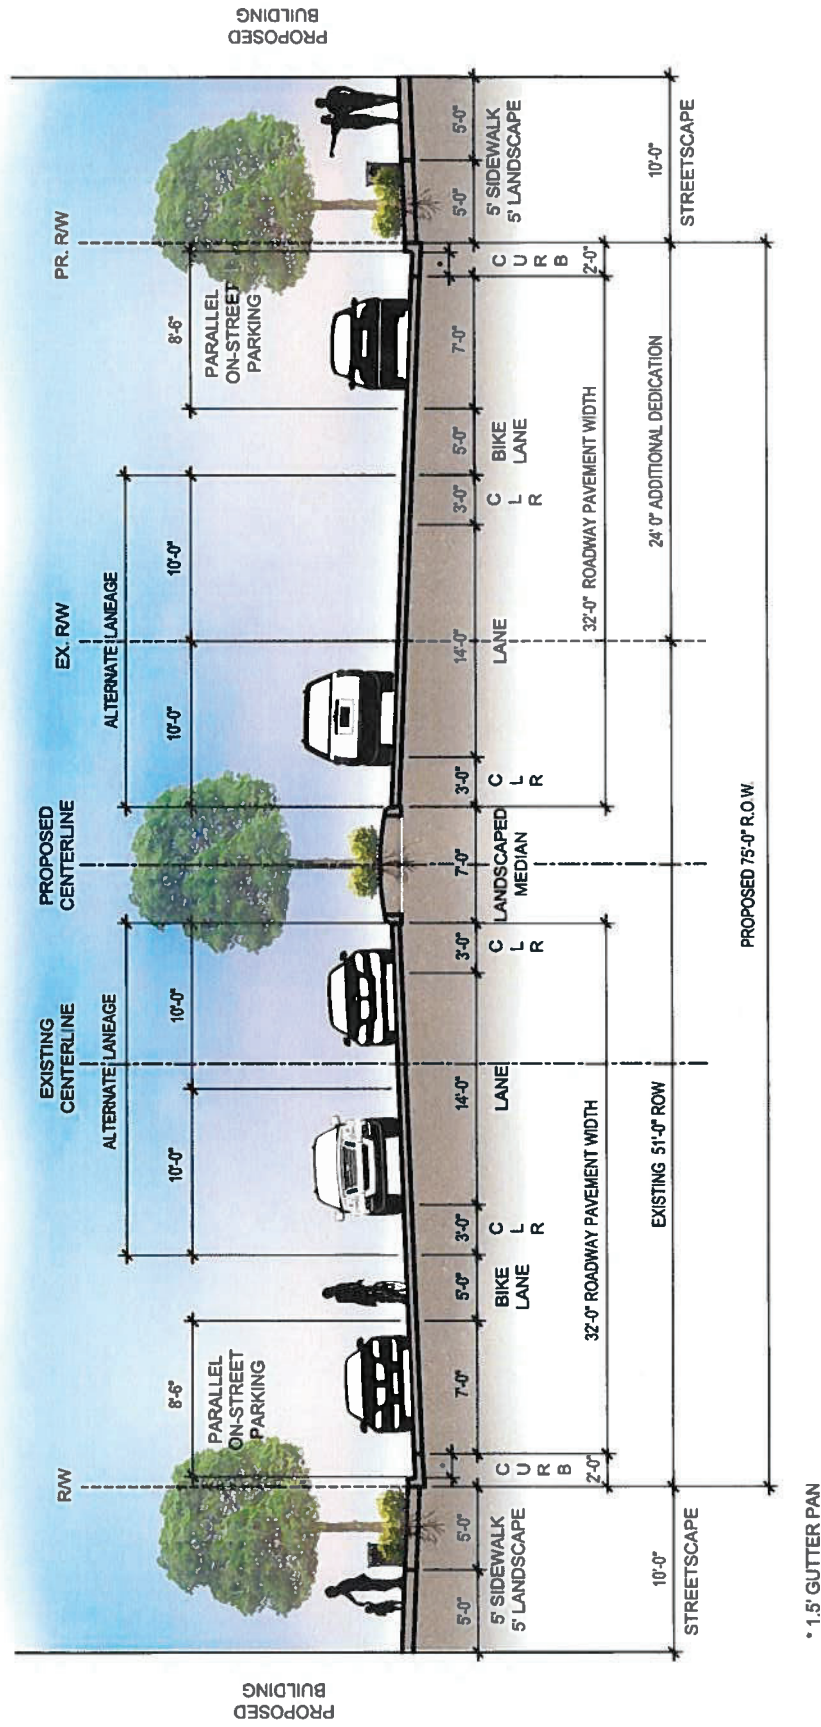 PROPOSED
BUILDING
R/W
EXISTING
CENTERLINE
PROPOSED
CENTERLINE
EX. R/W
PR. R/W
PROPOSED
BUILDING
ALTERNATE LANEAGE
ALTERNATE LANEAGE
8'-6"
10'-0"
10'-0"
10'-0"
10'-0"
8'-6"
PARALLEL
ON-STREET
PARKING
PARALLEL
ON-STREET
PARKING
5'-0"
5'-0"
*
7'-0"
5'-0"
3'-0"
14'-0"
3'-0"
7'-0"
3'-0"
14'-0"
3'-0"
5'-0"
7'-0"
*
5'-0"
5'-0"
5' SIDEWALK
5' LANDSCAPE
CURB
BIKE
LANE
CLR
LANE
CLR
LANDSCAPED
MEDIAN
CLR
LANE
CLR
BIKE
LANE
CURB
5' SIDEWALK
5' LANDSCAPE
2'-0"
32'-0" ROADWAY PAVEMENT WIDTH
32'-0" ROADWAY PAVEMENT WIDTH
2'-0"
10'-0"
EXISTING 51'-0" ROW
24' 0" ADDITIONAL DEDICATION
10'-0"
STREETSCAPE
STREETSCAPE
PROPOSED 75'-0" R.O.W.
* 1.5' GUTTER PAN